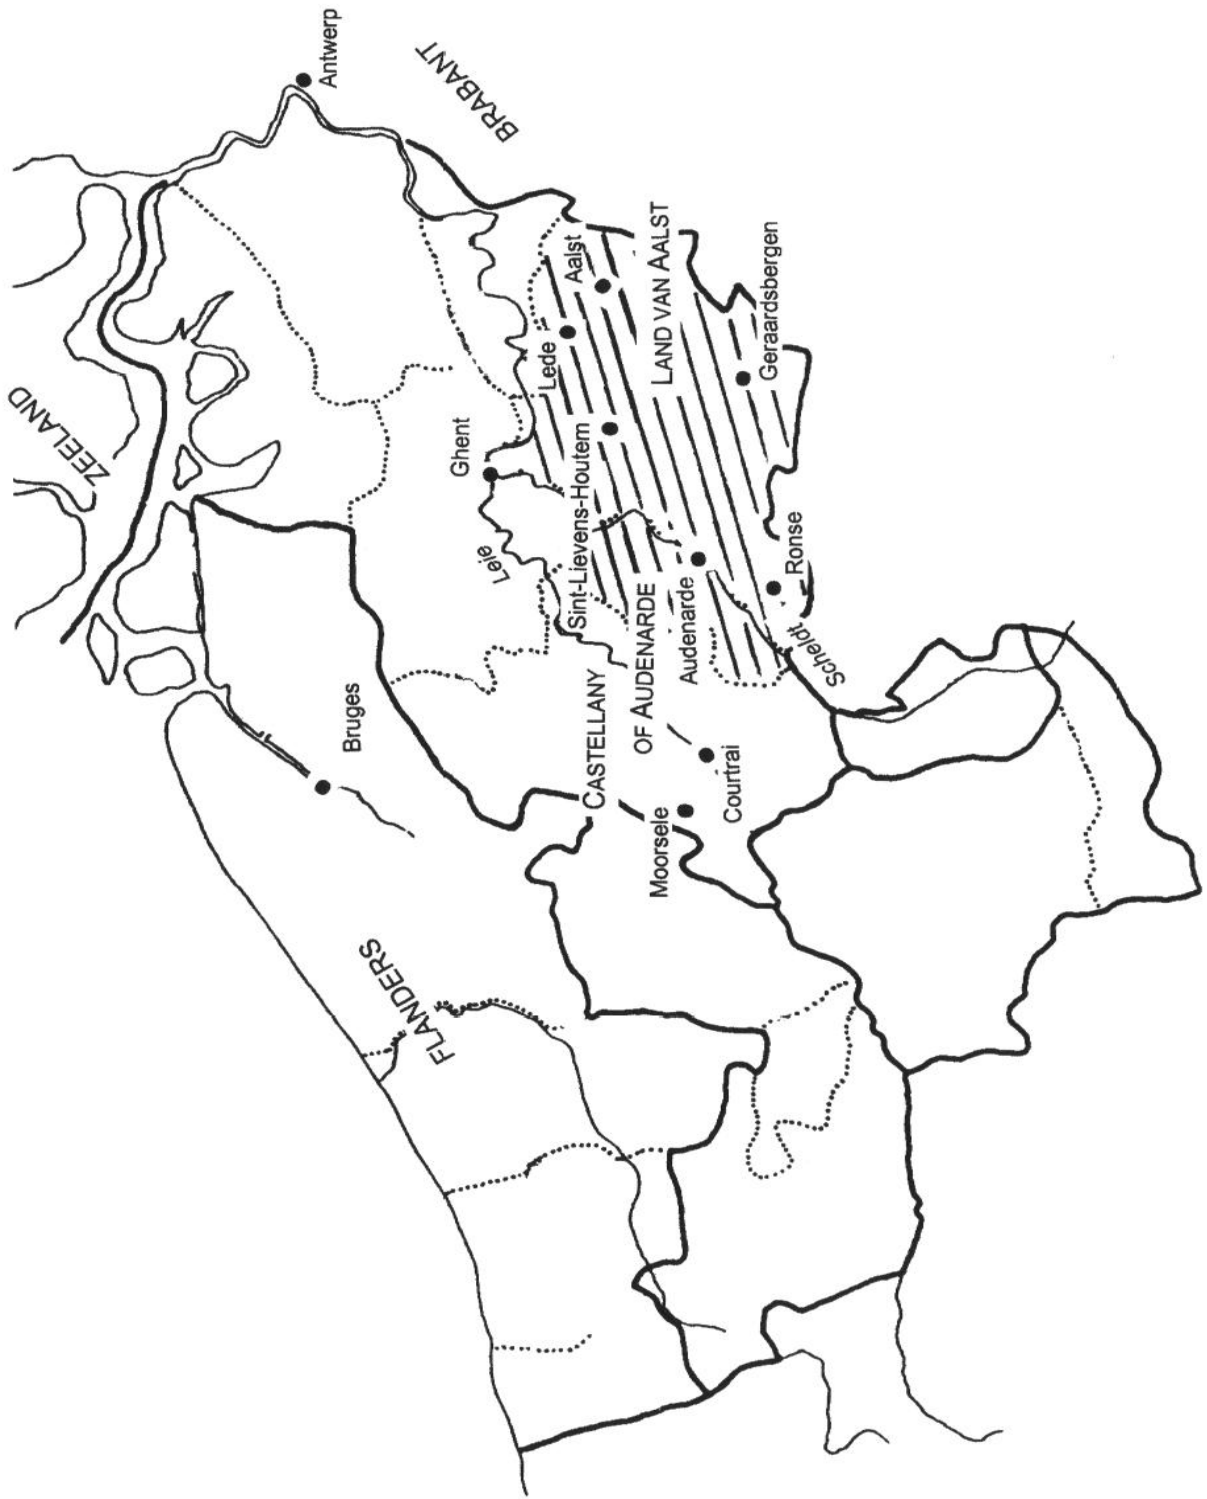 ZEELAND
Antwerp
BRABANT
Ghent
Leie
Bruges
Lede
Aalst
Sint-Lievens-Houtem
LAND VAN AALST
Geraardsbergen
CASTELLANY
OF AUDENARDE
Audenarde
Ronse
Scheldt
FLANDERS
Moorsele
Courtrai